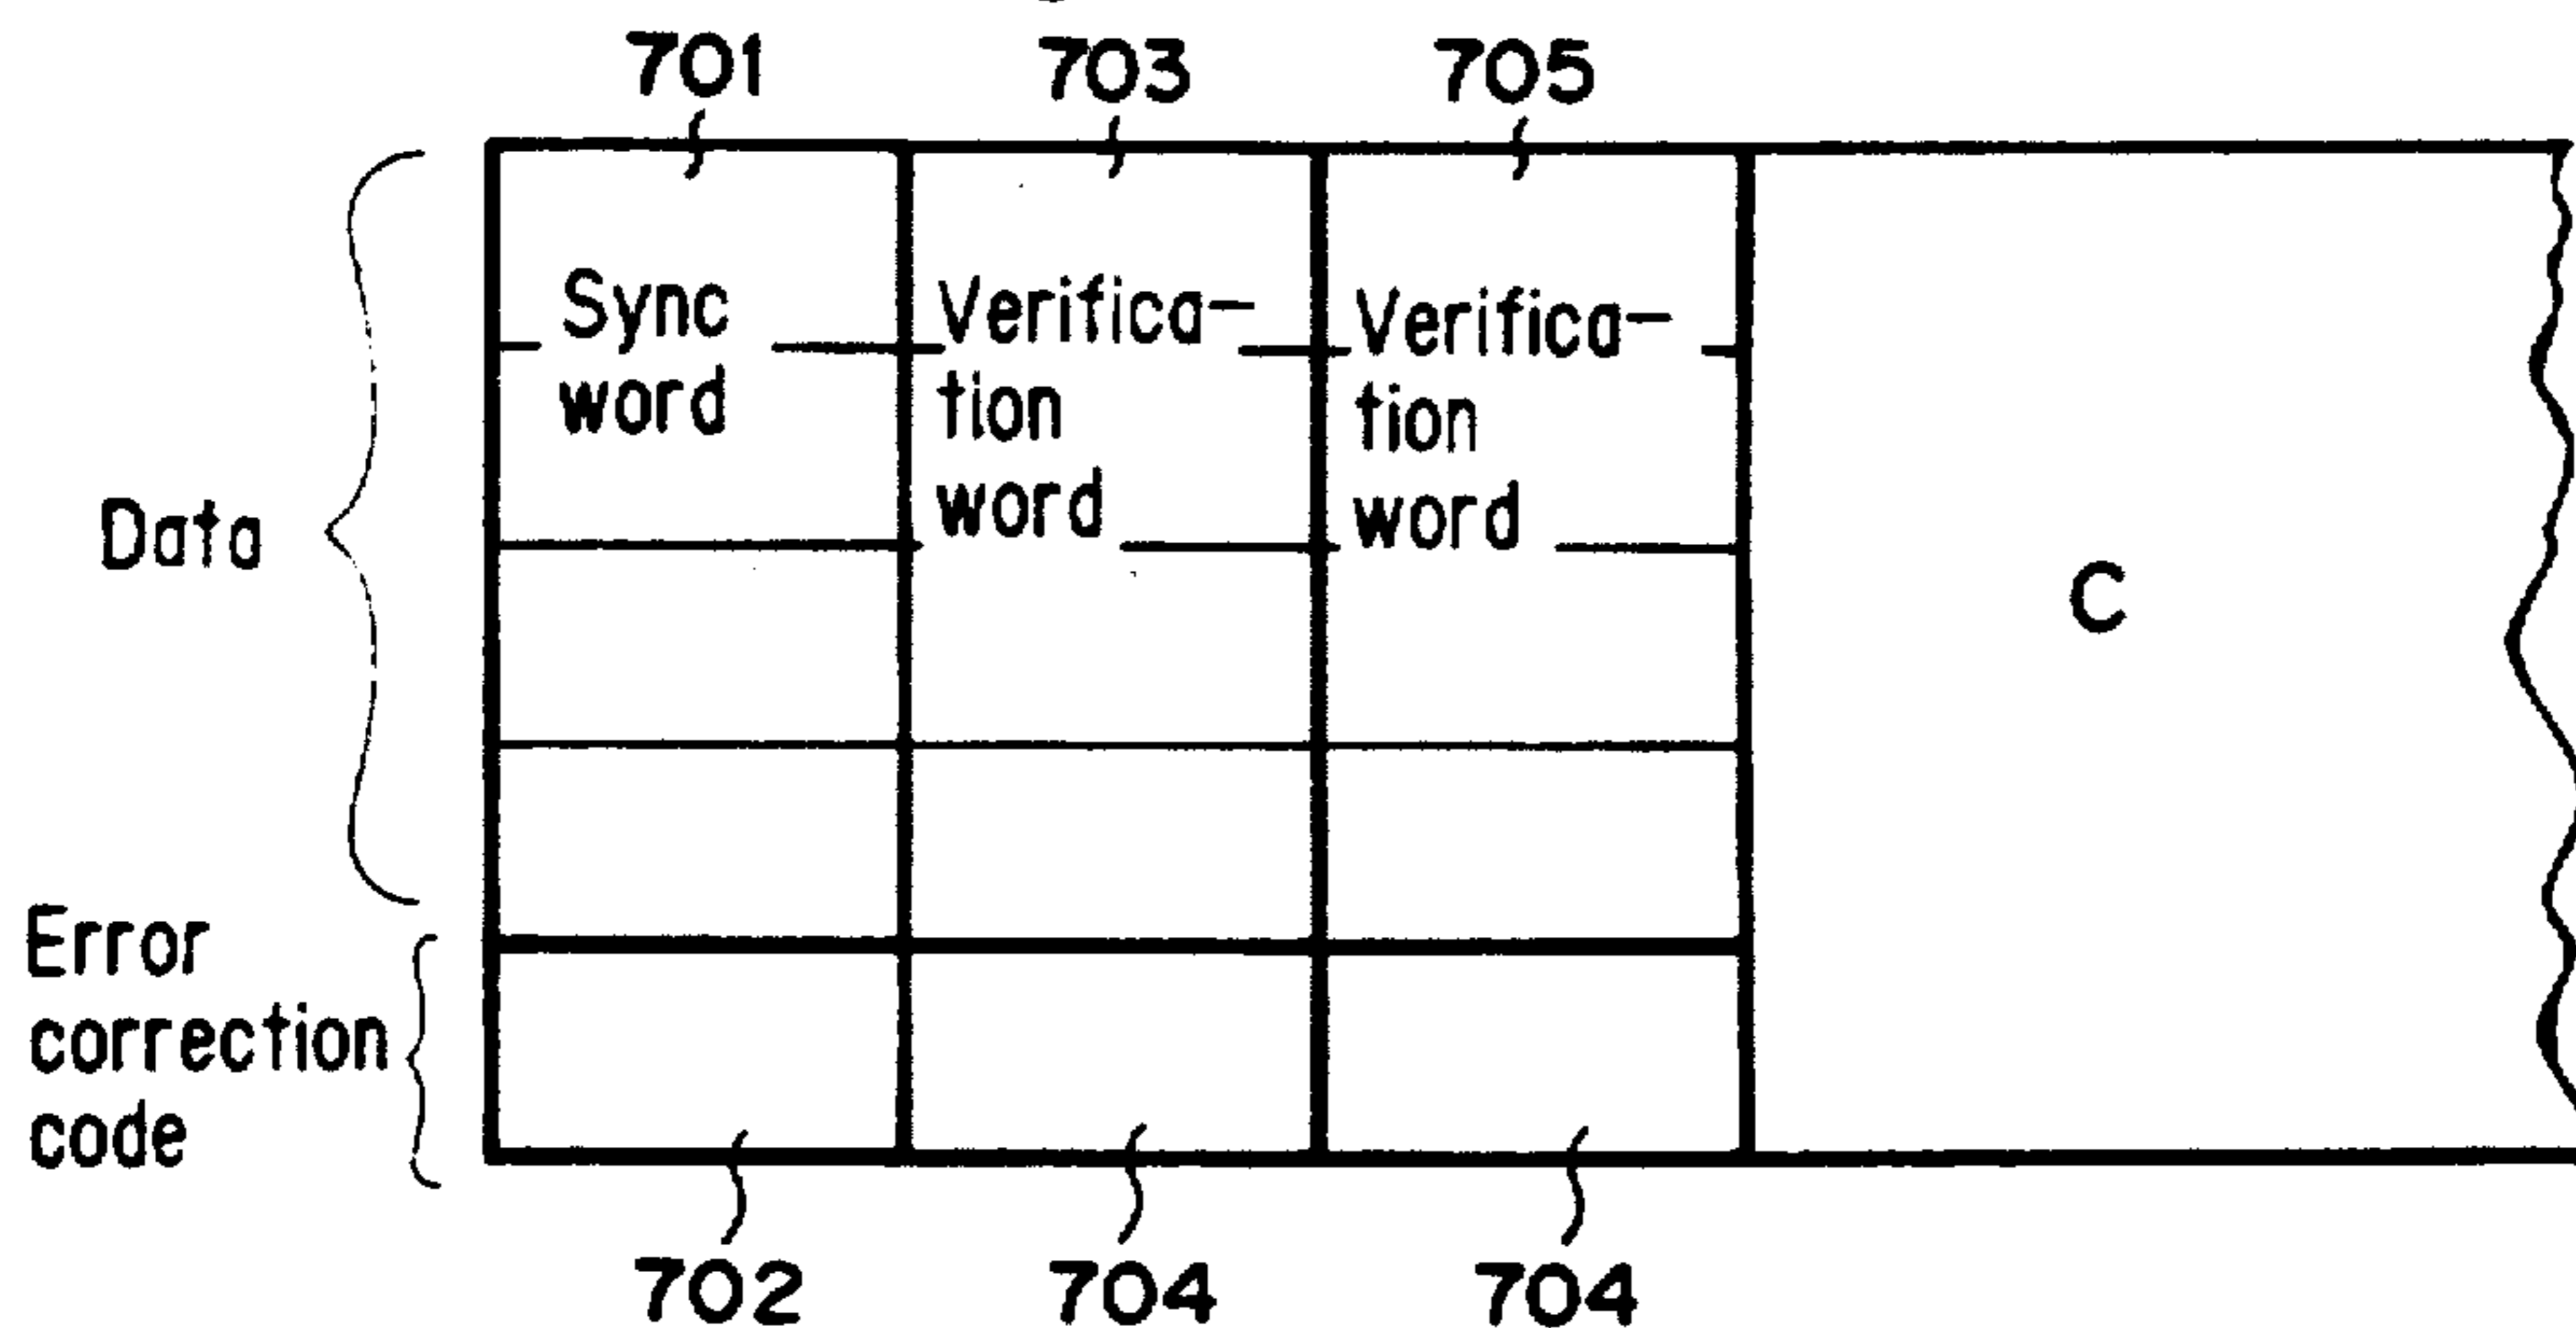 701 703 705
Sync
word
Verifica-
tion
word
Verifica-
tion
word
Data
C
Error
correction
code
702 704 704